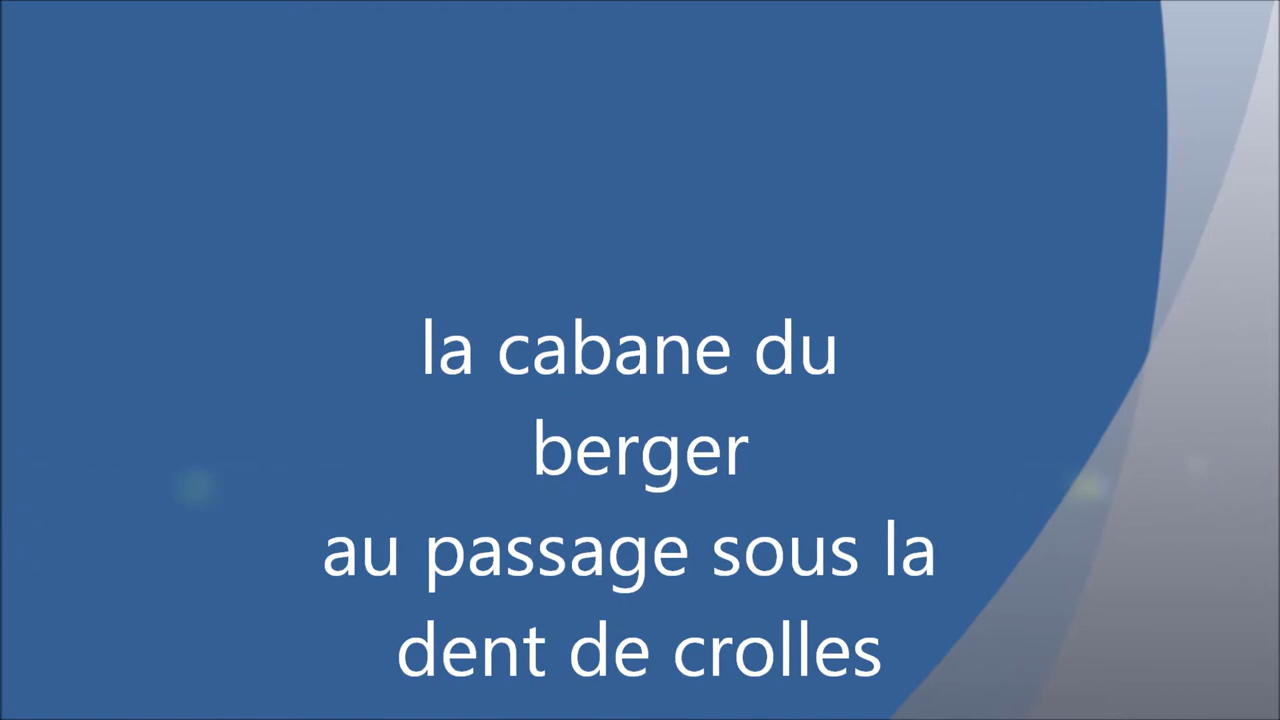 la cabane du
berger
au passage sous la
dent de crolles